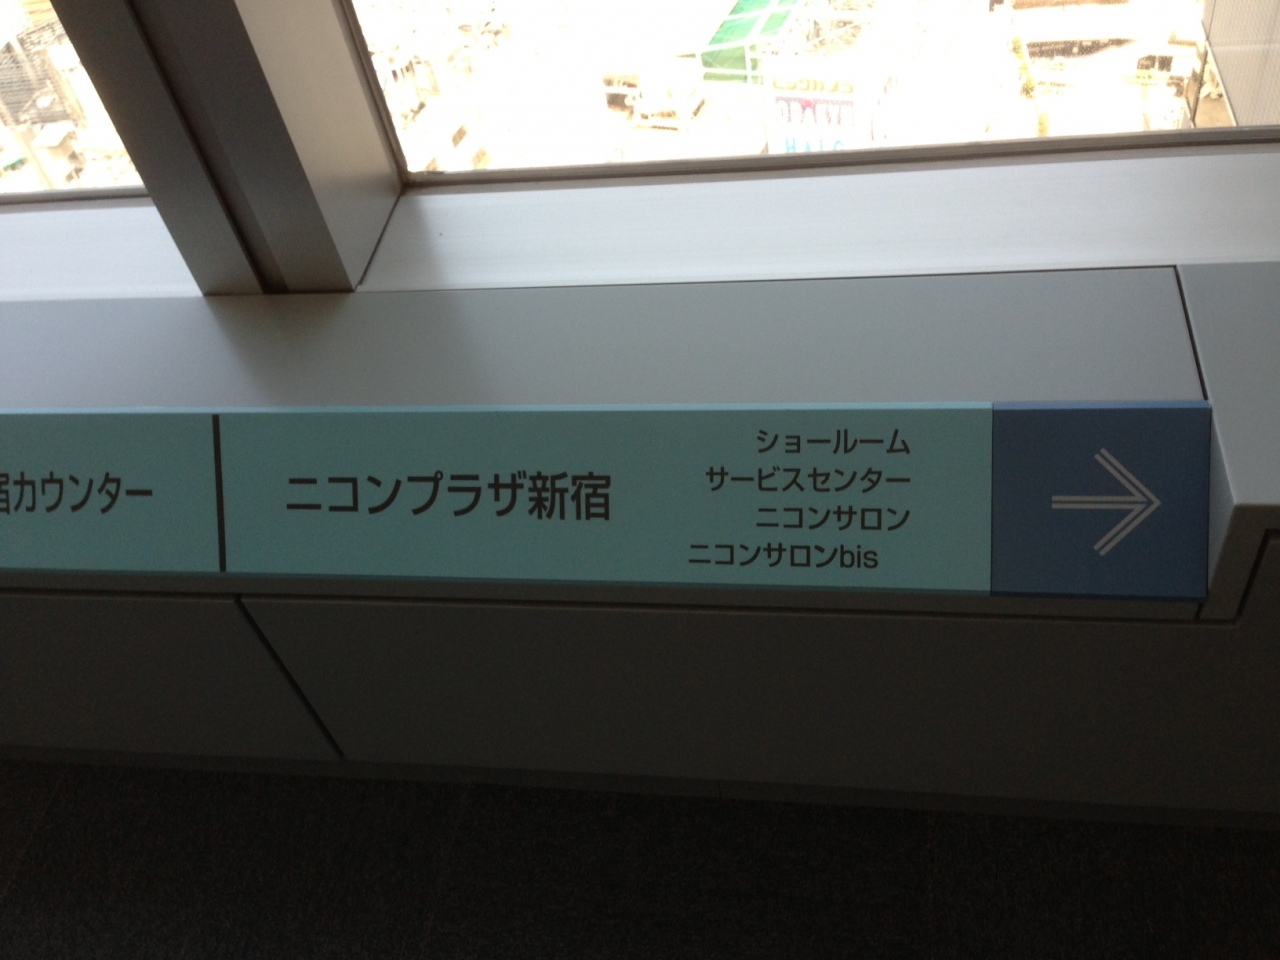 宿カウンター
ニコンプラザ新宿
ショールーム
サービスセンター
ニコンサロン
ニコンサロンbis